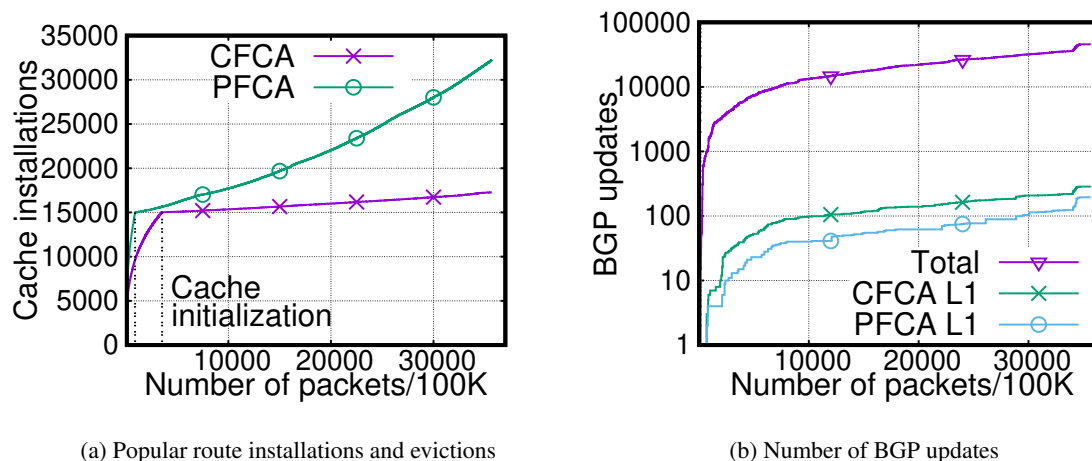 35000
30000
25000
20000
15000
10000
5000
0
Cache installations
CFCA
PFCA
Cache
initialization
10000 20000 30000
Number of packets/100K
(a) Popular route installations and evictions
100000
10000
1000
100
10
1
BGP updates
Total
CFCA L1
PFCA L1
10000 20000 30000
Number of packets/100K
(b) Number of BGP updates